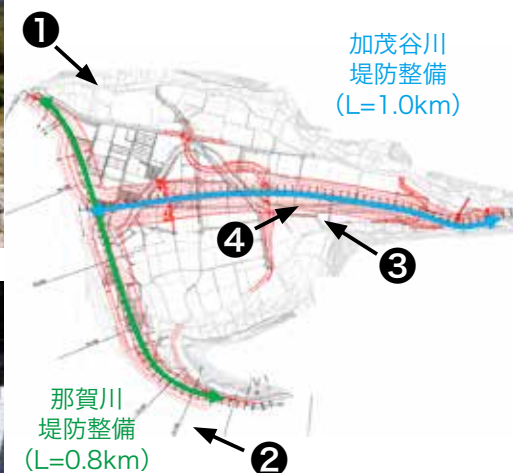 ❶
加茂谷川
堤防整備
（L=1.0km）
❹
❸
那賀川
堤防整備
（L=0.8km）
❷